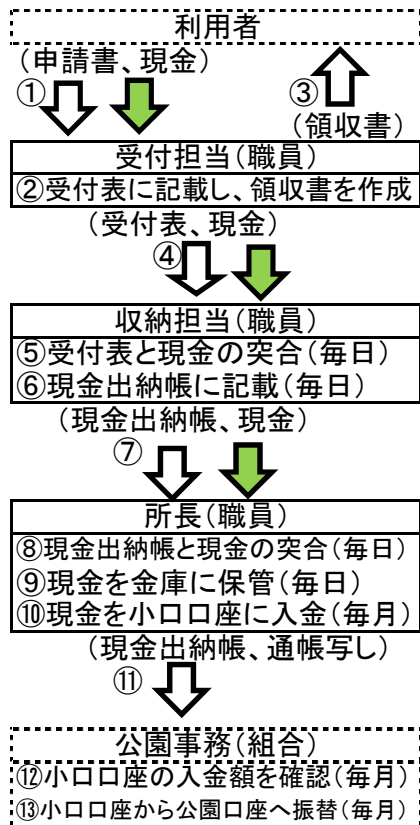 利用者
(申請書、現金)
① ③
(領収書)
受付担当(職員)
②受付表に記載し、領収書を作成
(受付表、現金)
④
収納担当(職員)
⑤受付表と現金の突合(毎日)
⑥現金出納帳に記載(毎日)
(現金出納帳、現金)
⑦
所長(職員)
⑧現金出納帳と現金の突合(毎日)
⑨現金を金庫に保管(毎日)
⑩現金を小口口座に入金(毎月)
(現金出納帳、通帳写し)
⑪
公園事務(組合)
⑫小口口座の入金額を確認(毎月)
⑬小口口座から公園口座へ振替(毎月)